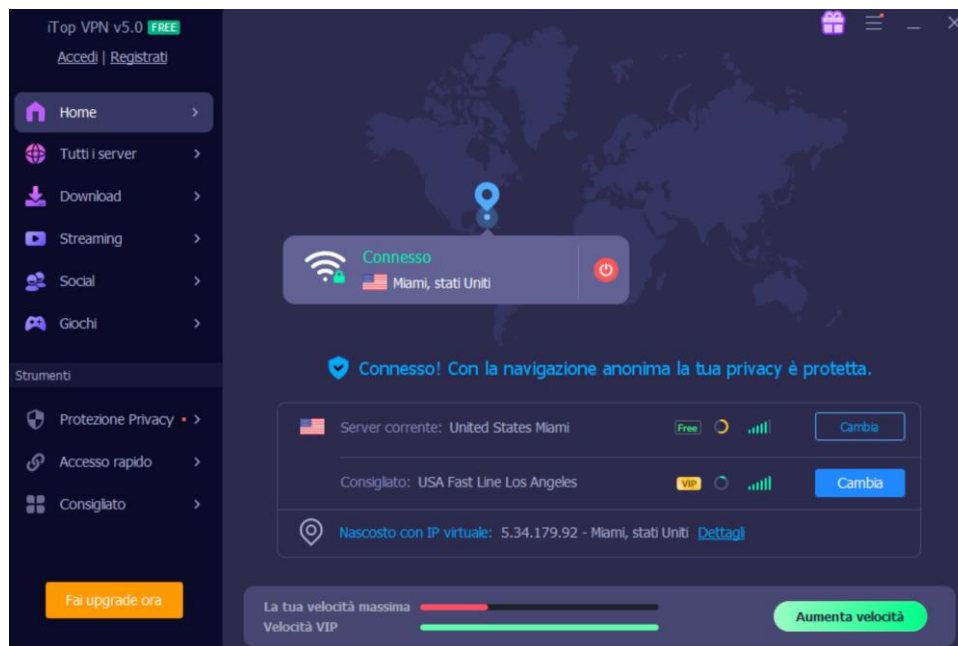 iTop VPN v5.0 FREE
Accedi | Registrati
Home
Tutti i server
Download
Streaming
Social
Giochi
Strumenti
Protezione Privacy
Accesso rapido
Consigliato
Fai upgrade ora
Connesso
Miami, stati Uniti
Connesso! Con la navigazione anonima la tua privacy è protetta.
Server corrente: United States Miami Free Cambia
Consigliato: USA Fast Line Los Angeles VIP Cambia
Nascosto con IP virtuale: 5.34.179.92 - Miami, stati Uniti Dettagli
La tua velocità massima
Velocità VIP
Aumenta velocità